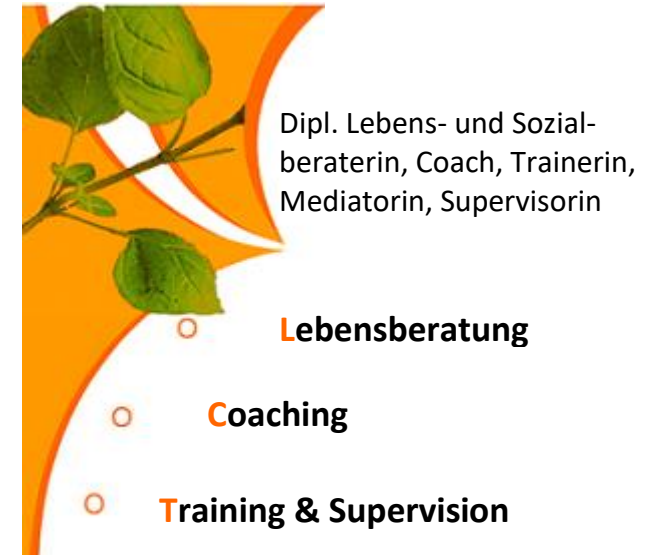 Dipl. Lebens- und Sozial-
beraterin, Coach, Trainerin,
Mediatorin, Supervisorin
Lebensberatung
Coaching
Training & Supervision